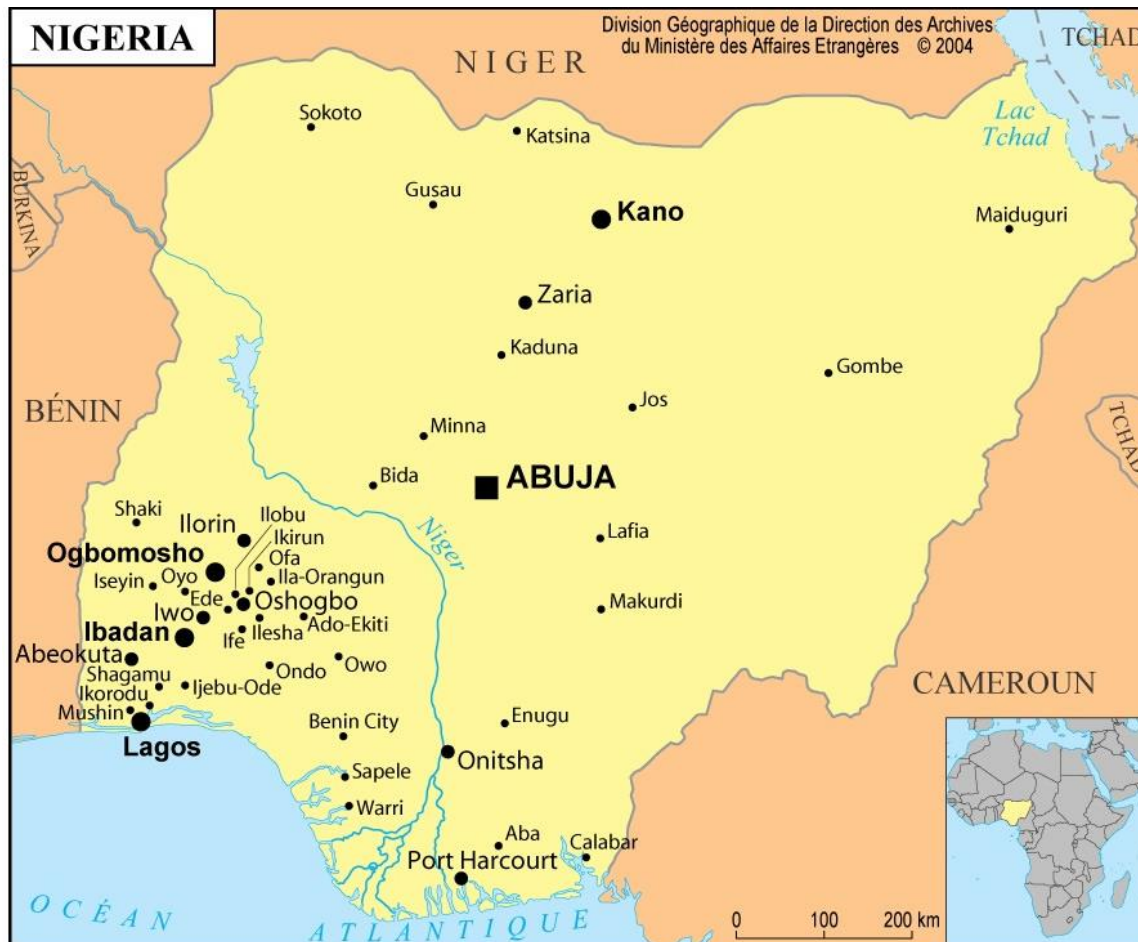 NIGERIA
Division Géographique de la Direction des Archives
du Ministère des Affaires Etrangères © 2004
TCHAD
NIGER
Lac
Tchad
Sokoto
Katsina
BURKINA
Gusau
Kano
Maiduguri
Zaria
Kaduna
Gombe
BÉNIN
Jos
TCHAD
Minna
Bida
ABUJA
Shaki
Ilobu
Ilorin
Ikirun
Niger
Lafia
Ogbomosho
Ofa
Iseyin
Oyo
Ila-Orangun
Ede
Oshogbo
Makurdi
Iwo
Ado-Ekiti
Ibadan
Ife
Ilesha
Abeokuta
Owo
Ondo
Shagamu
Ijebu-Ode
CAMEROUN
Ikorodu
Mushin
Benin City
Enugu
Lagos
Onitsha
Sapele
Warri
Aba
Calabar
Port Harcourt
OCÉAN
ATLANTIQUE
0 100 200 km